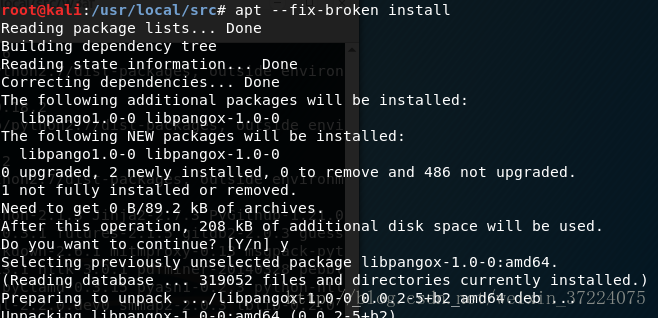 root@kali:/usr/local/src# apt --fix-broken install
Reading package lists... Done
Building dependency tree
Reading state information... Done
Correcting dependencies... Done
The following additional packages will be installed:
  libpango1.0-0 libpangox-1.0-0
The following NEW packages will be installed:
  libpango1.0-0 libpangox-1.0-0
0 upgraded, 2 newly installed, 0 to remove and 486 not upgraded.
1 not fully installed or removed.
Need to get 0 B/89.2 kB of archives.
After this operation, 208 kB of additional disk space will be used.
Do you want to continue? [Y/n] y
Selecting previously unselected package libpangox-1.0-0:amd64.
(Reading database ... 319052 files and directories currently installed.)
Preparing to unpack .../libpangox-1.0-0_0.0.2-5+b2_amd64.deb ...
Unpacking libpangox-1.0-0:amd64 (0.0.2-5+b2)